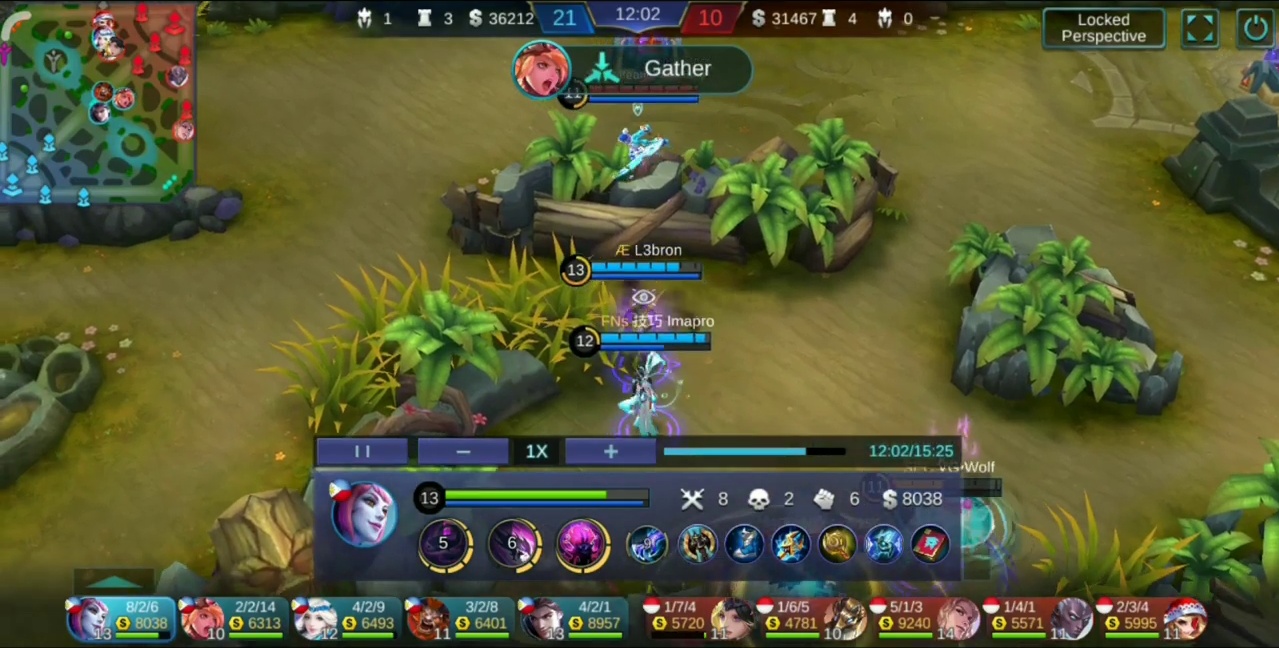 1 3 $ 36212 21 12:02 10 $ 31467 4 0
Locked
Perspective
Gather
11
Æ L3bron
13
FNs 技巧 Imapro
12
1X
12:02/15:25
VG•Wolf
11
13 8 2 6 $ 8038
5 6
8/2/6 2/2/14 4/2/9 3/2/8 4/2/1 1/7/4 1/6/5 5/1/3 1/4/1 2/3/4
8038 6313 6493 6401 8957 5720 4781 9240 5571 5995
13 10 12 11 13 11 10 14 11 11